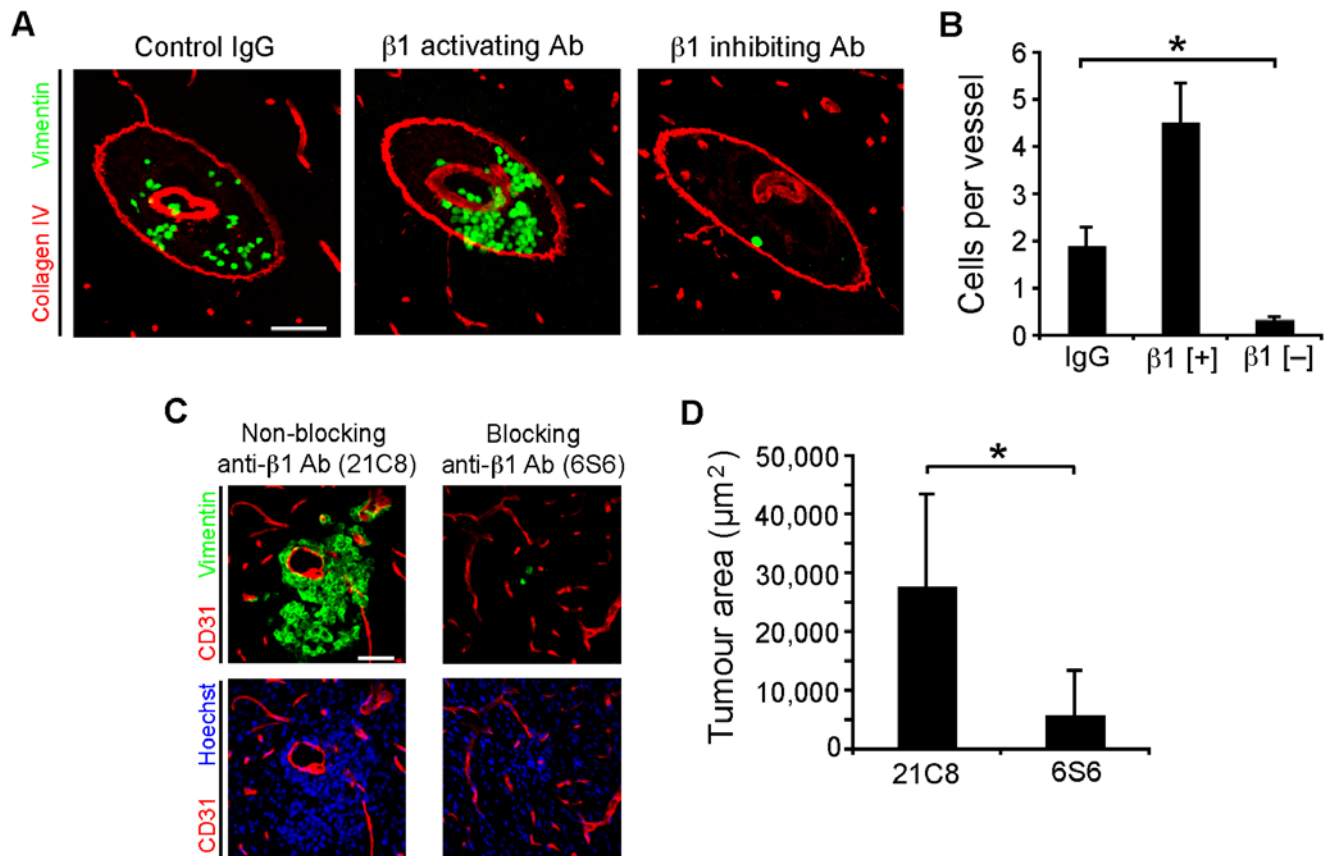 A
Control IgG
β1 activating Ab
β1 inhibiting Ab
Collagen IV Vimentin
B
*
Cells per vessel
6
5
4
3
2
1
0
IgG
β1 [+]
β1 [–]
C
Non-blocking
anti-β1 Ab (21C8)
Blocking
anti-β1 Ab (6S6)
CD31 Vimentin
CD31 Hoechst
D
*
Tumour area (µm²)
50,000
40,000
30,000
20,000
10,000
0
21C8
6S6